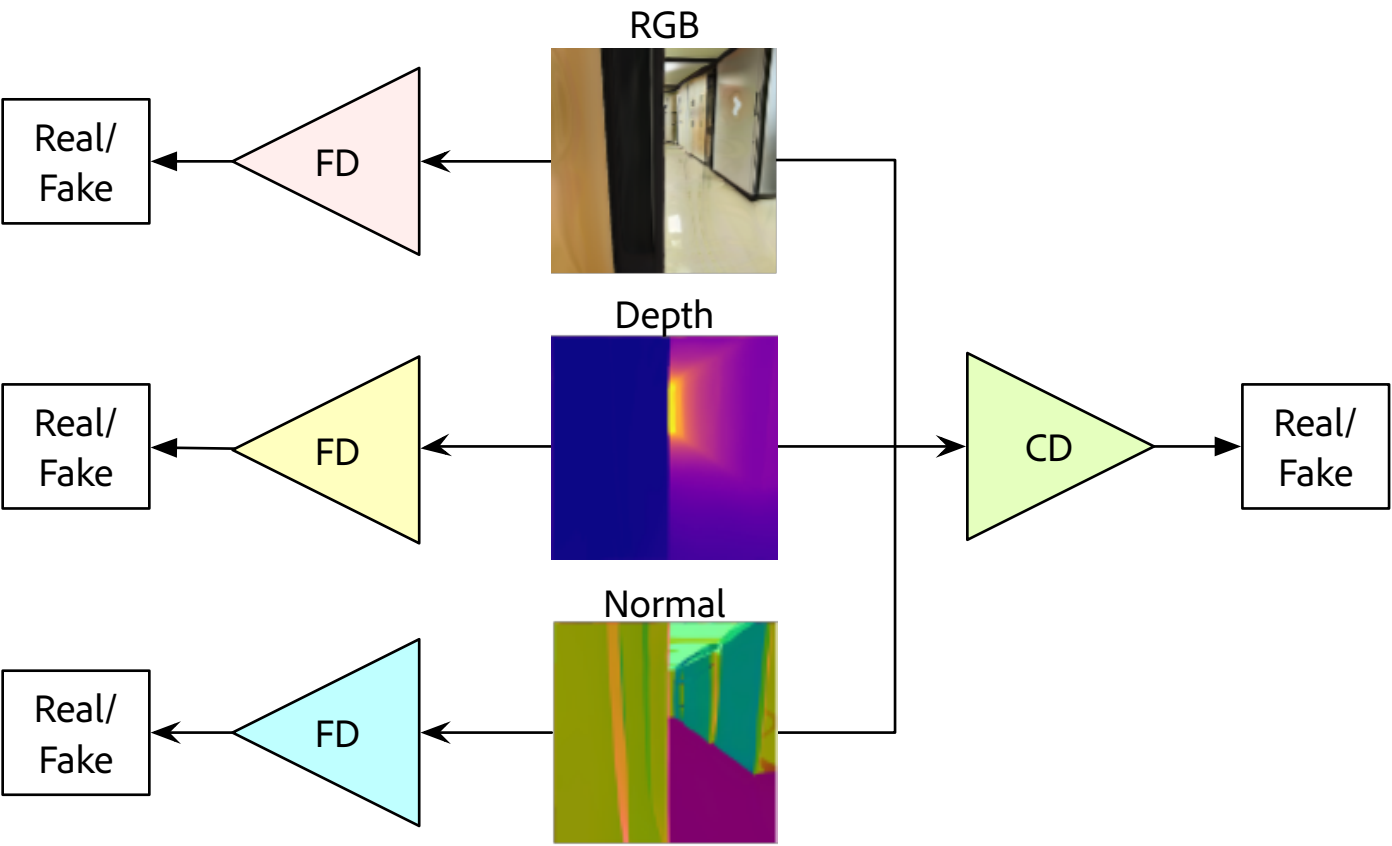 RGB
Real/
Fake
FD
Depth
Real/
Fake
FD
CD
Real/
Fake
Normal
Real/
Fake
FD